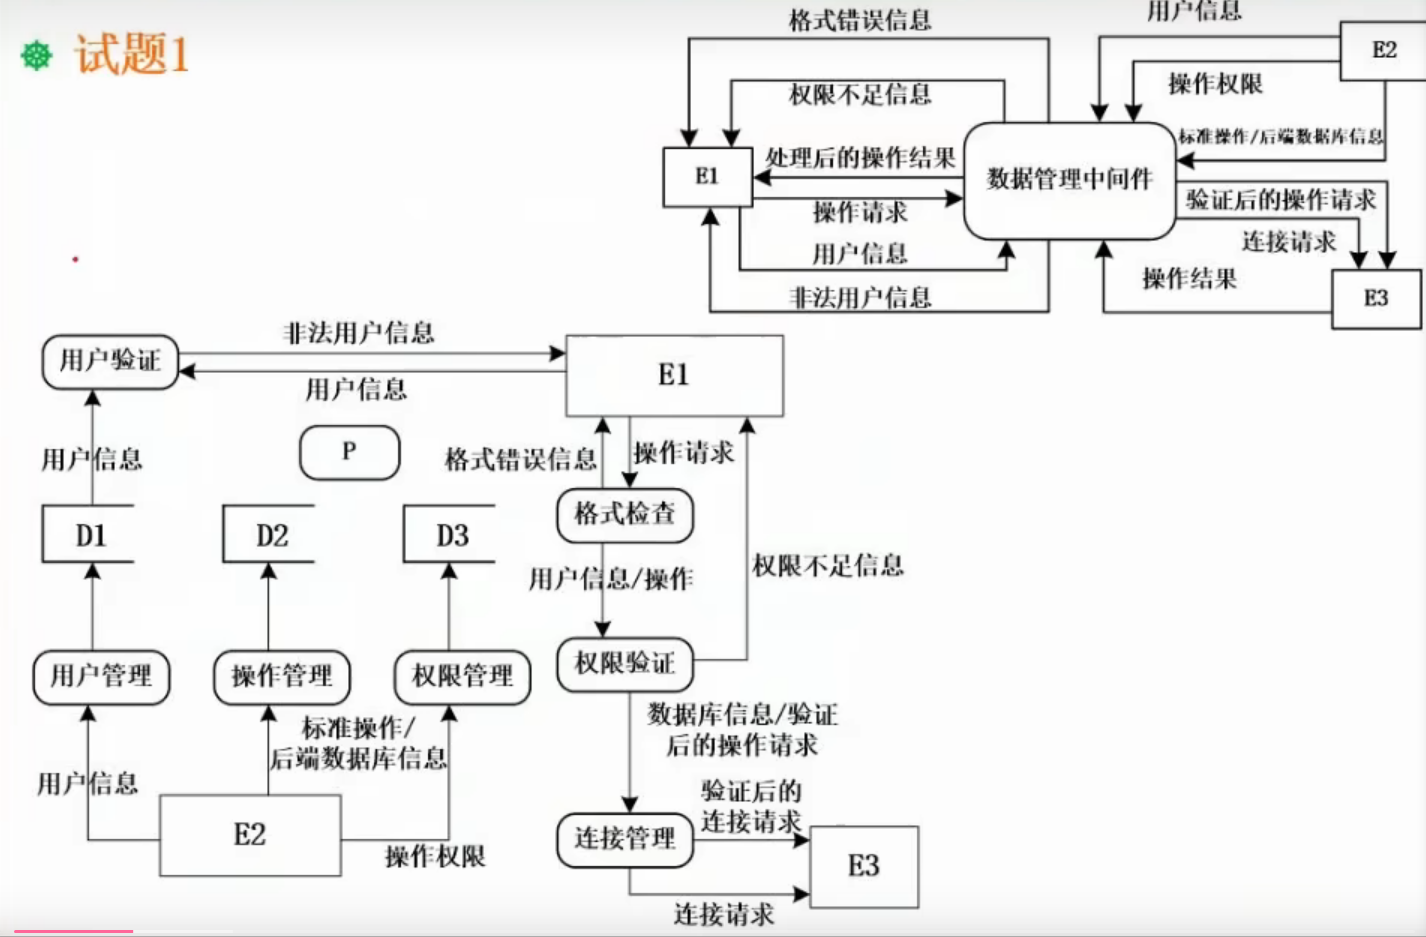 试题1
格式错误信息
用户信息
E2
权限不足信息
操作权限
标准操作/后端数据库信息
E1
处理后的操作结果
数据管理中间件
操作请求
验证后的操作请求
用户信息
连接请求
非法用户信息
操作结果
E3
用户验证
非法用户信息
用户信息
E1
P
用户信息
格式错误信息
操作请求
D1
D2
D3
格式检查
用户信息/操作
权限不足信息
用户管理
操作管理
权限管理
权限验证
标准操作/
后端数据库信息
数据库信息/验证
后的操作请求
用户信息
E2
操作权限
验证后的
连接请求
连接管理
E3
连接请求